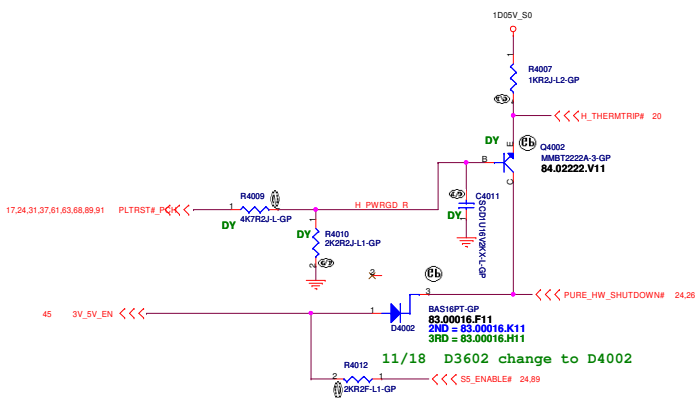 1D05V_S0
1
R4007
1KR2J-L2-GP
2
H_THERMTRIP# 20
DY
E
Q4002
B
MMBT2222A-3-GP
84.02222.V11
C
R4009
17,24,31,37,61,63,68,89,91 PLTRST#_PCH
1
4K7R2J-L-GP
DY
H_PWRGD_R
C4011
SCD1U16V2KX-L-GP
DY
1
1
DY
R4010
2K2R2J-L1-GP
2
3
PURE_HW_SHUTDOWN# 24,26
45 3V_5V_EN
1
D4002
BAS16PT-GP
83.00016.F11
2ND = 83.00016.K11
3RD = 83.00016.H11
11/18 D3602 change to D4002
R4012
2
1
2KR2F-L1-GP
S5_ENABLE# 24,89